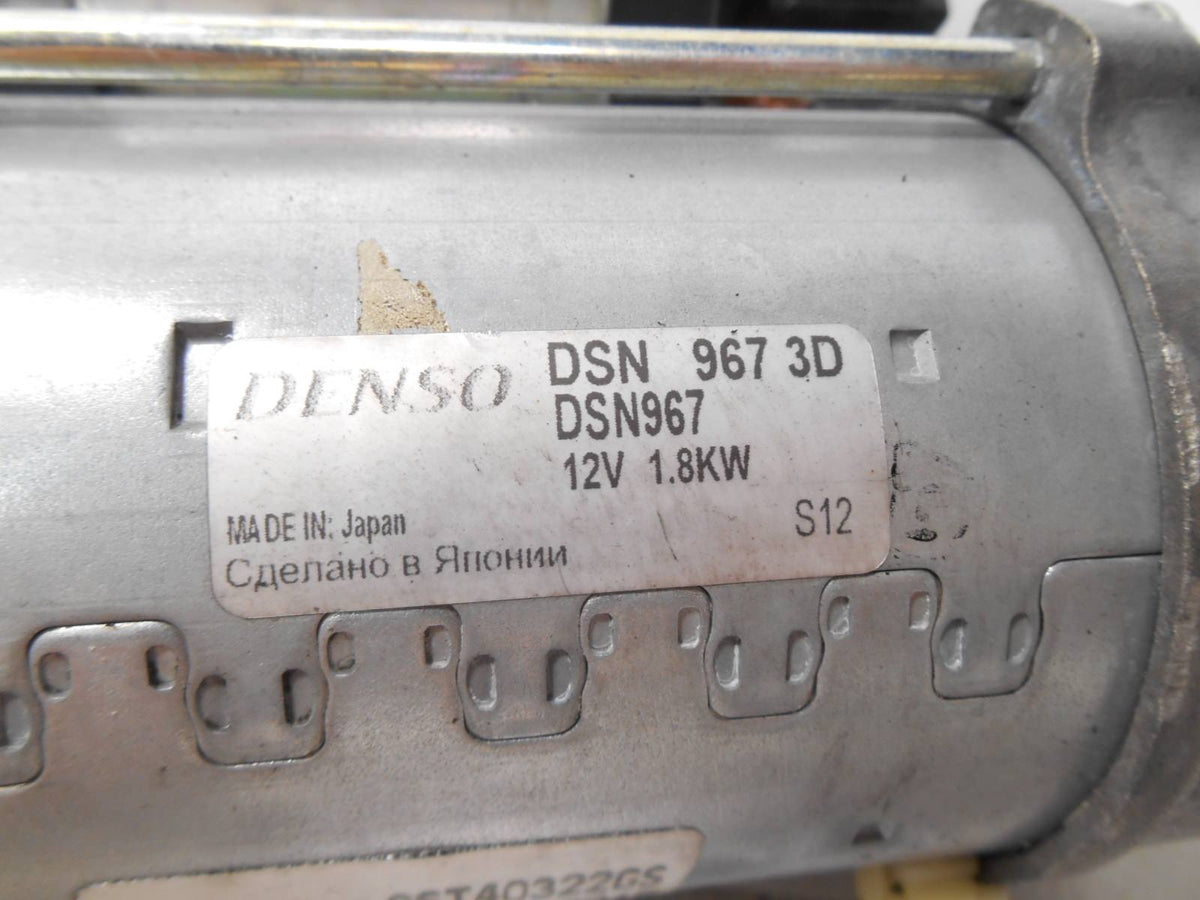 DENSO
DSN 967 3D
DSN967
12V 1.8KW
MADE IN: Japan
S12
Сделано в Японии